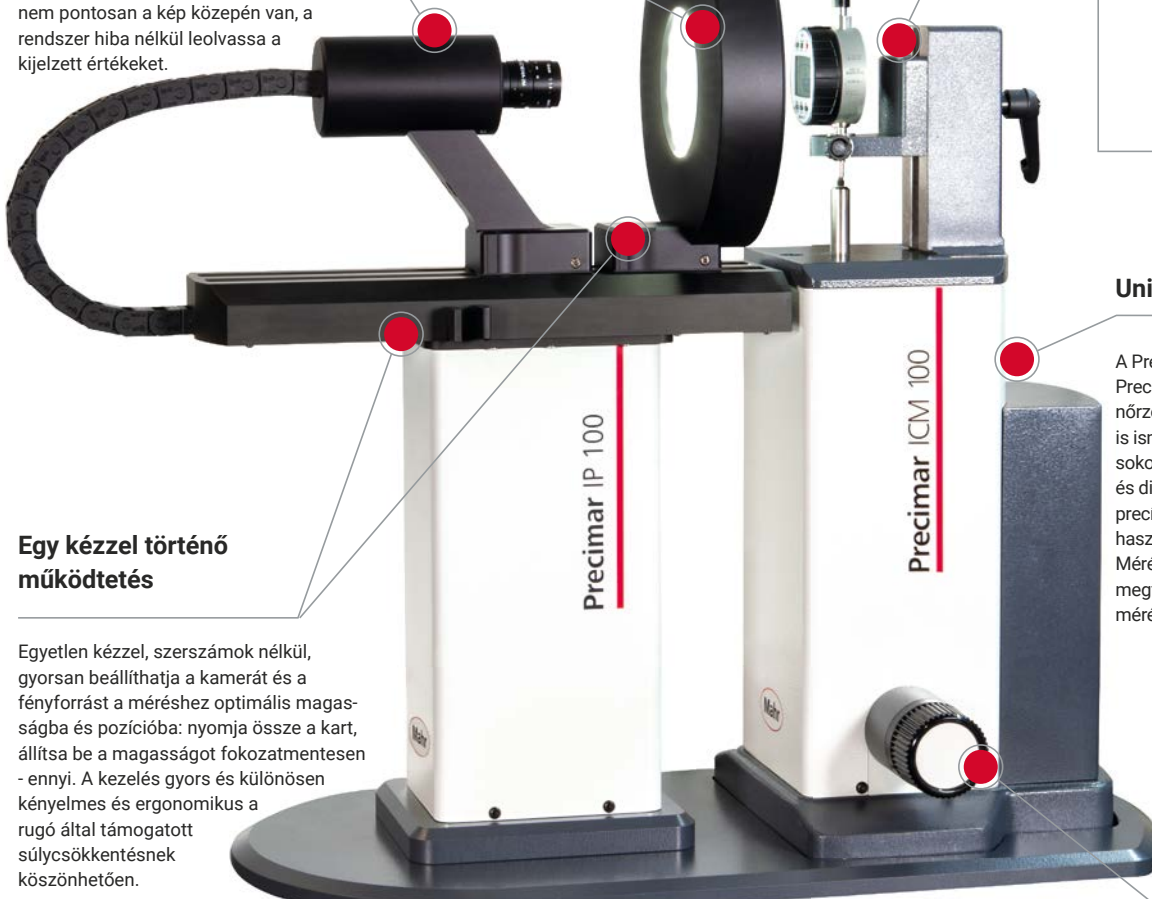 nem pontosan a kép közepén van, a
rendszer hiba nélkül leolvassa a
kijelzett értékeket.
Egy kézzel történő
működtetés
Egyetlen kézzel, szerszámok nélkül,
gyorsan beállíthatja a kamerát és a
fényforrást a méréshez optimális magas-
ságba és pozícióba: nyomja össze a kart,
állítsa be a magasságot fokozatmentesen
- ennyi. A kezelés gyors és különösen
kényelmes és ergonomikus a
rugó által támogatott
súlycsökkentésnek
köszönhetően.
Precimar IP 100
Mahr
Precimar ICM 100
Mahr
Uni
A Pre
Prec
nőrz
is isr
soko
és di
preci
hasz
Méré
meg
méré